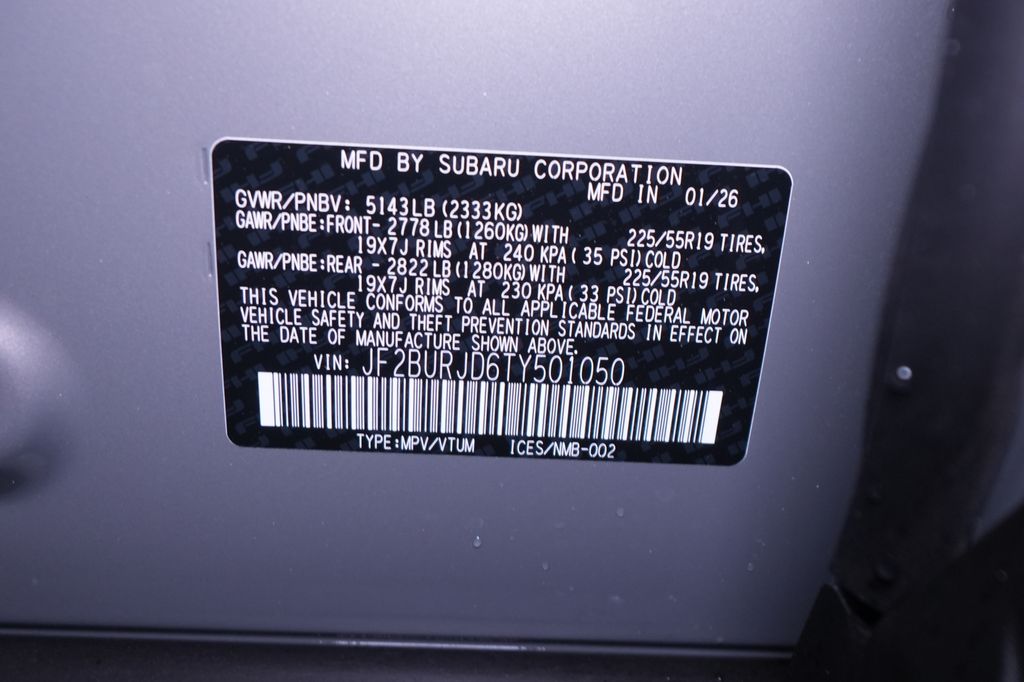 MFD BY SUBARU CORPORATION
MFD IN 01/26
GVWR/PNBV: 5143LB (2333KG)
GAWR/PNBE:FRONT- 2778 LB (1260KG) WITH 225/55R19 TIRES,
19X7J RIMS AT 240 KPA ( 35 PSI) COLD
GAWR/PNBE:REAR - 2822 LB (1280KG) WITH 225/55R19 TIRES,
19X7J RIMS AT 230 KPA ( 33 PSI) COLD
THIS VEHICLE CONFORMS TO ALL APPLICABLE FEDERAL MOTOR
VEHICLE SAFETY AND THEFT PREVENTION STANDARDS IN EFFECT ON
THE DATE OF MANUFACTURE SHOWN ABOVE.
VIN: JF2BURJD6TY501050
TYPE:MPV/VTUM ICES/NMB-002